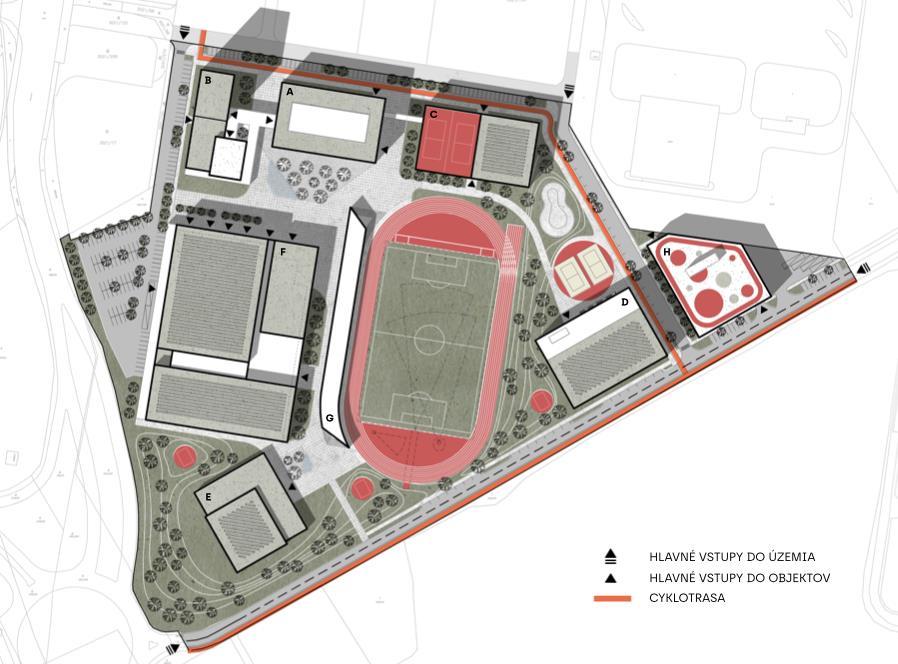 B
A
C
F
H
D
G
E
HLAVNÉ VSTUPY DO ÚZEMIA
HLAVNÉ VSTUPY DO OBJEKTOV
CYKLOTRASA